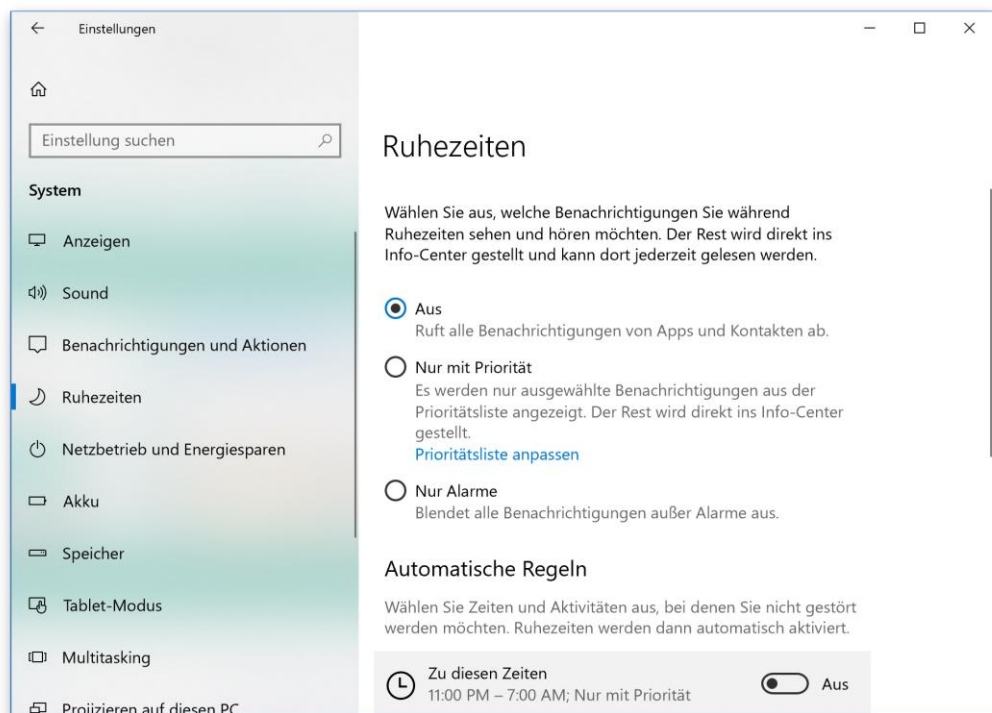 Einstellungen
Einstellung suchen
System
Anzeigen
Sound
Benachrichtigungen und Aktionen
Ruhezeiten
Netzbetrieb und Energiesparen
Akku
Speicher
Tablet-Modus
Multitasking
Projizieren auf diesen PC
Ruhezeiten
Wählen Sie aus, welche Benachrichtigungen Sie während
Ruhezeiten sehen und hören möchten. Der Rest wird direkt ins
Info-Center gestellt und kann dort jederzeit gelesen werden.
Aus
Ruft alle Benachrichtigungen von Apps und Kontakten ab.
Nur mit Priorität
Es werden nur ausgewählte Benachrichtigungen aus der
Prioritätsliste angezeigt. Der Rest wird direkt ins Info-Center
gestellt.
Prioritätsliste anpassen
Nur Alarme
Blendet alle Benachrichtigungen außer Alarme aus.
Automatische Regeln
Wählen Sie Zeiten und Aktivitäten aus, bei denen Sie nicht gestört
werden möchten. Ruhezeiten werden dann automatisch aktiviert.
Zu diesen Zeiten
11:00 PM – 7:00 AM; Nur mit Priorität
Aus